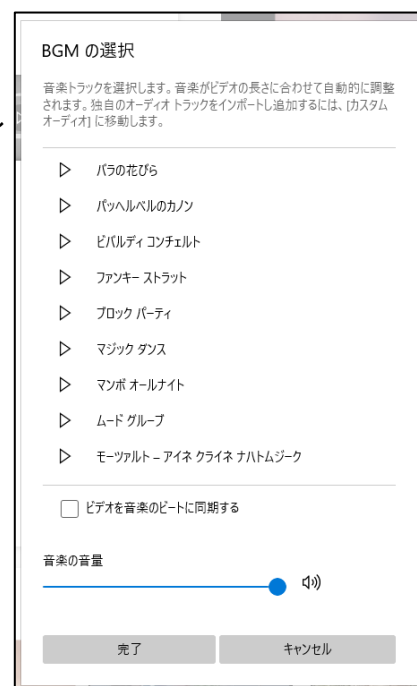 BGM の選択
音楽トラックを選択します。音楽がビデオの長さに合わせて自動的に調整
されます。独自のオーディオ トラックをインポートし追加するには、[カスタム
オーディオ] に移動します。
バラの花びら
パッヘルベルのカノン
ビバルディ コンチェルト
ファンキー ストラット
ブロック パーティ
マジック ダンス
マンボ オールナイト
ムード グルーブ
モーツァルト – アイネ クライネ ナハトムジーク
ビデオを音楽のビートに同期する
音楽の音量
完了
キャンセル